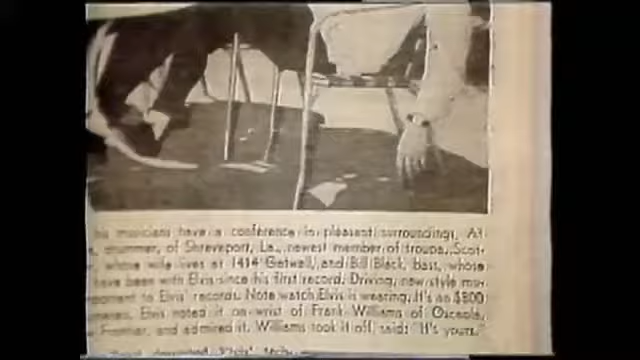 his musicians have a conference in pleasant surroundings. At
drummer, of Shreveport, La., newest member of troupe. Scot-
whose wife lives at 1414 Getwell, and Bill Black, bass, whose
have been with Elvis since his first record. Driving, new style mu-
to Elvis' records. Note watch Elvis is wearing. It's an $800
Elvis noted it on wrist of Frank Williams of Osceola,
Frontier, and admired it. Williams took it off, said: "It's yours."